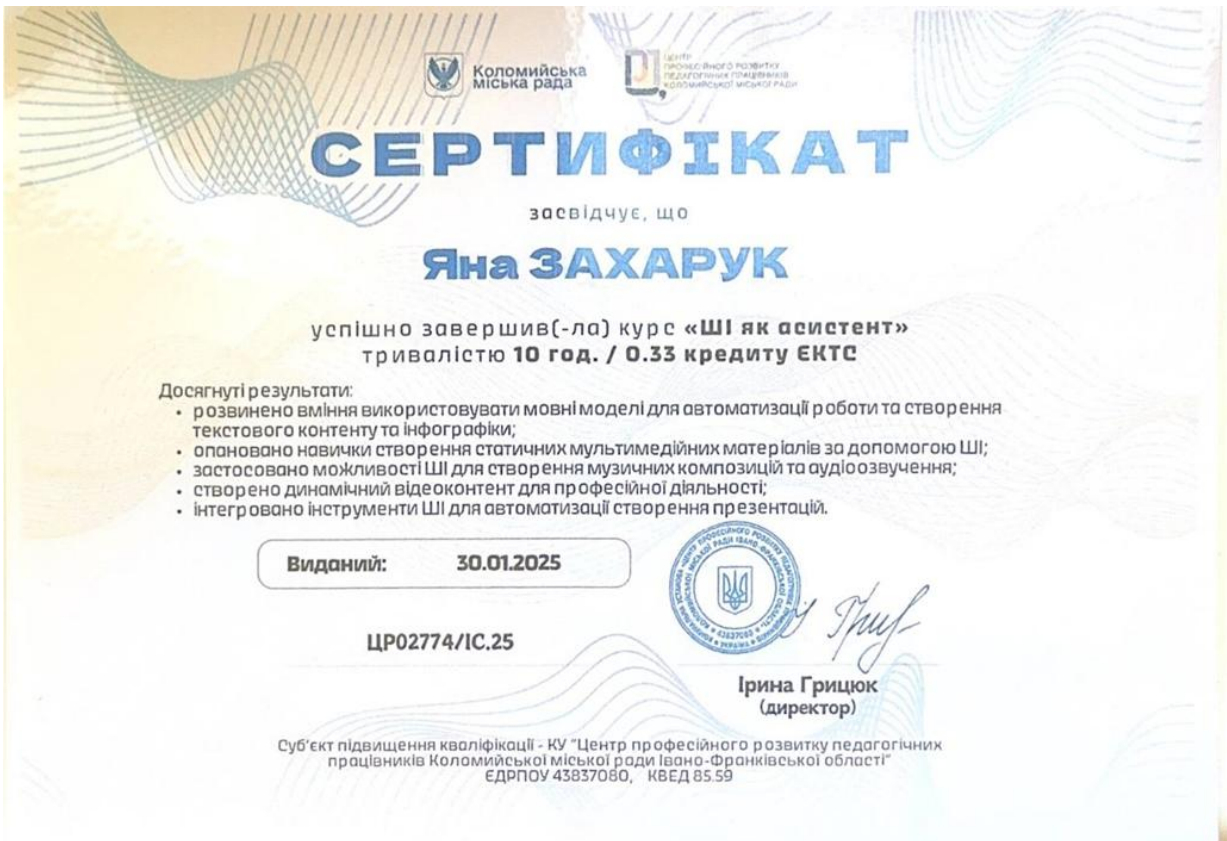 Коломийська
міська рада
ЦЕНТР
ПРОФЕСІЙНОГО РОЗВИТКУ
ПЕДАГОГІЧНИХ ПРАЦІВНИКІВ
КОЛОМИЙСЬКОЇ МІСЬКОЇ РАДИ
СЕРТИФІКАТ
засвідчує, що
Яна ЗАХАРУК
успішно завершив(-ла) курс «ШІ як асистент»
тривалістю 10 год. / 0.33 кредиту ЄКТС
Досягнуті результати:
• розвинено вміння використовувати мовні моделі для автоматизації роботи та створення
текстового контенту та інфографіки;
• опановано навички створення статичних мультимедійних матеріалів за допомогою ШІ;
• застосовано можливості ШІ для створення музичних композицій та аудіоозвучення;
• створено динамічний відеоконтент для професійної діяльності;
• інтегровано інструменти ШІ для автоматизації створення презентацій.
Виданий: 30.01.2025
ЦР02774/ІС.25
43837080
Ірина Грицюк
(директор)
Суб'єкт підвищення кваліфікації - КУ "Центр професійного розвитку педагогічних
працівників Коломийської міської ради Івано-Франківської області"
ЄДРПОУ 43837080, КВЕД 85.59